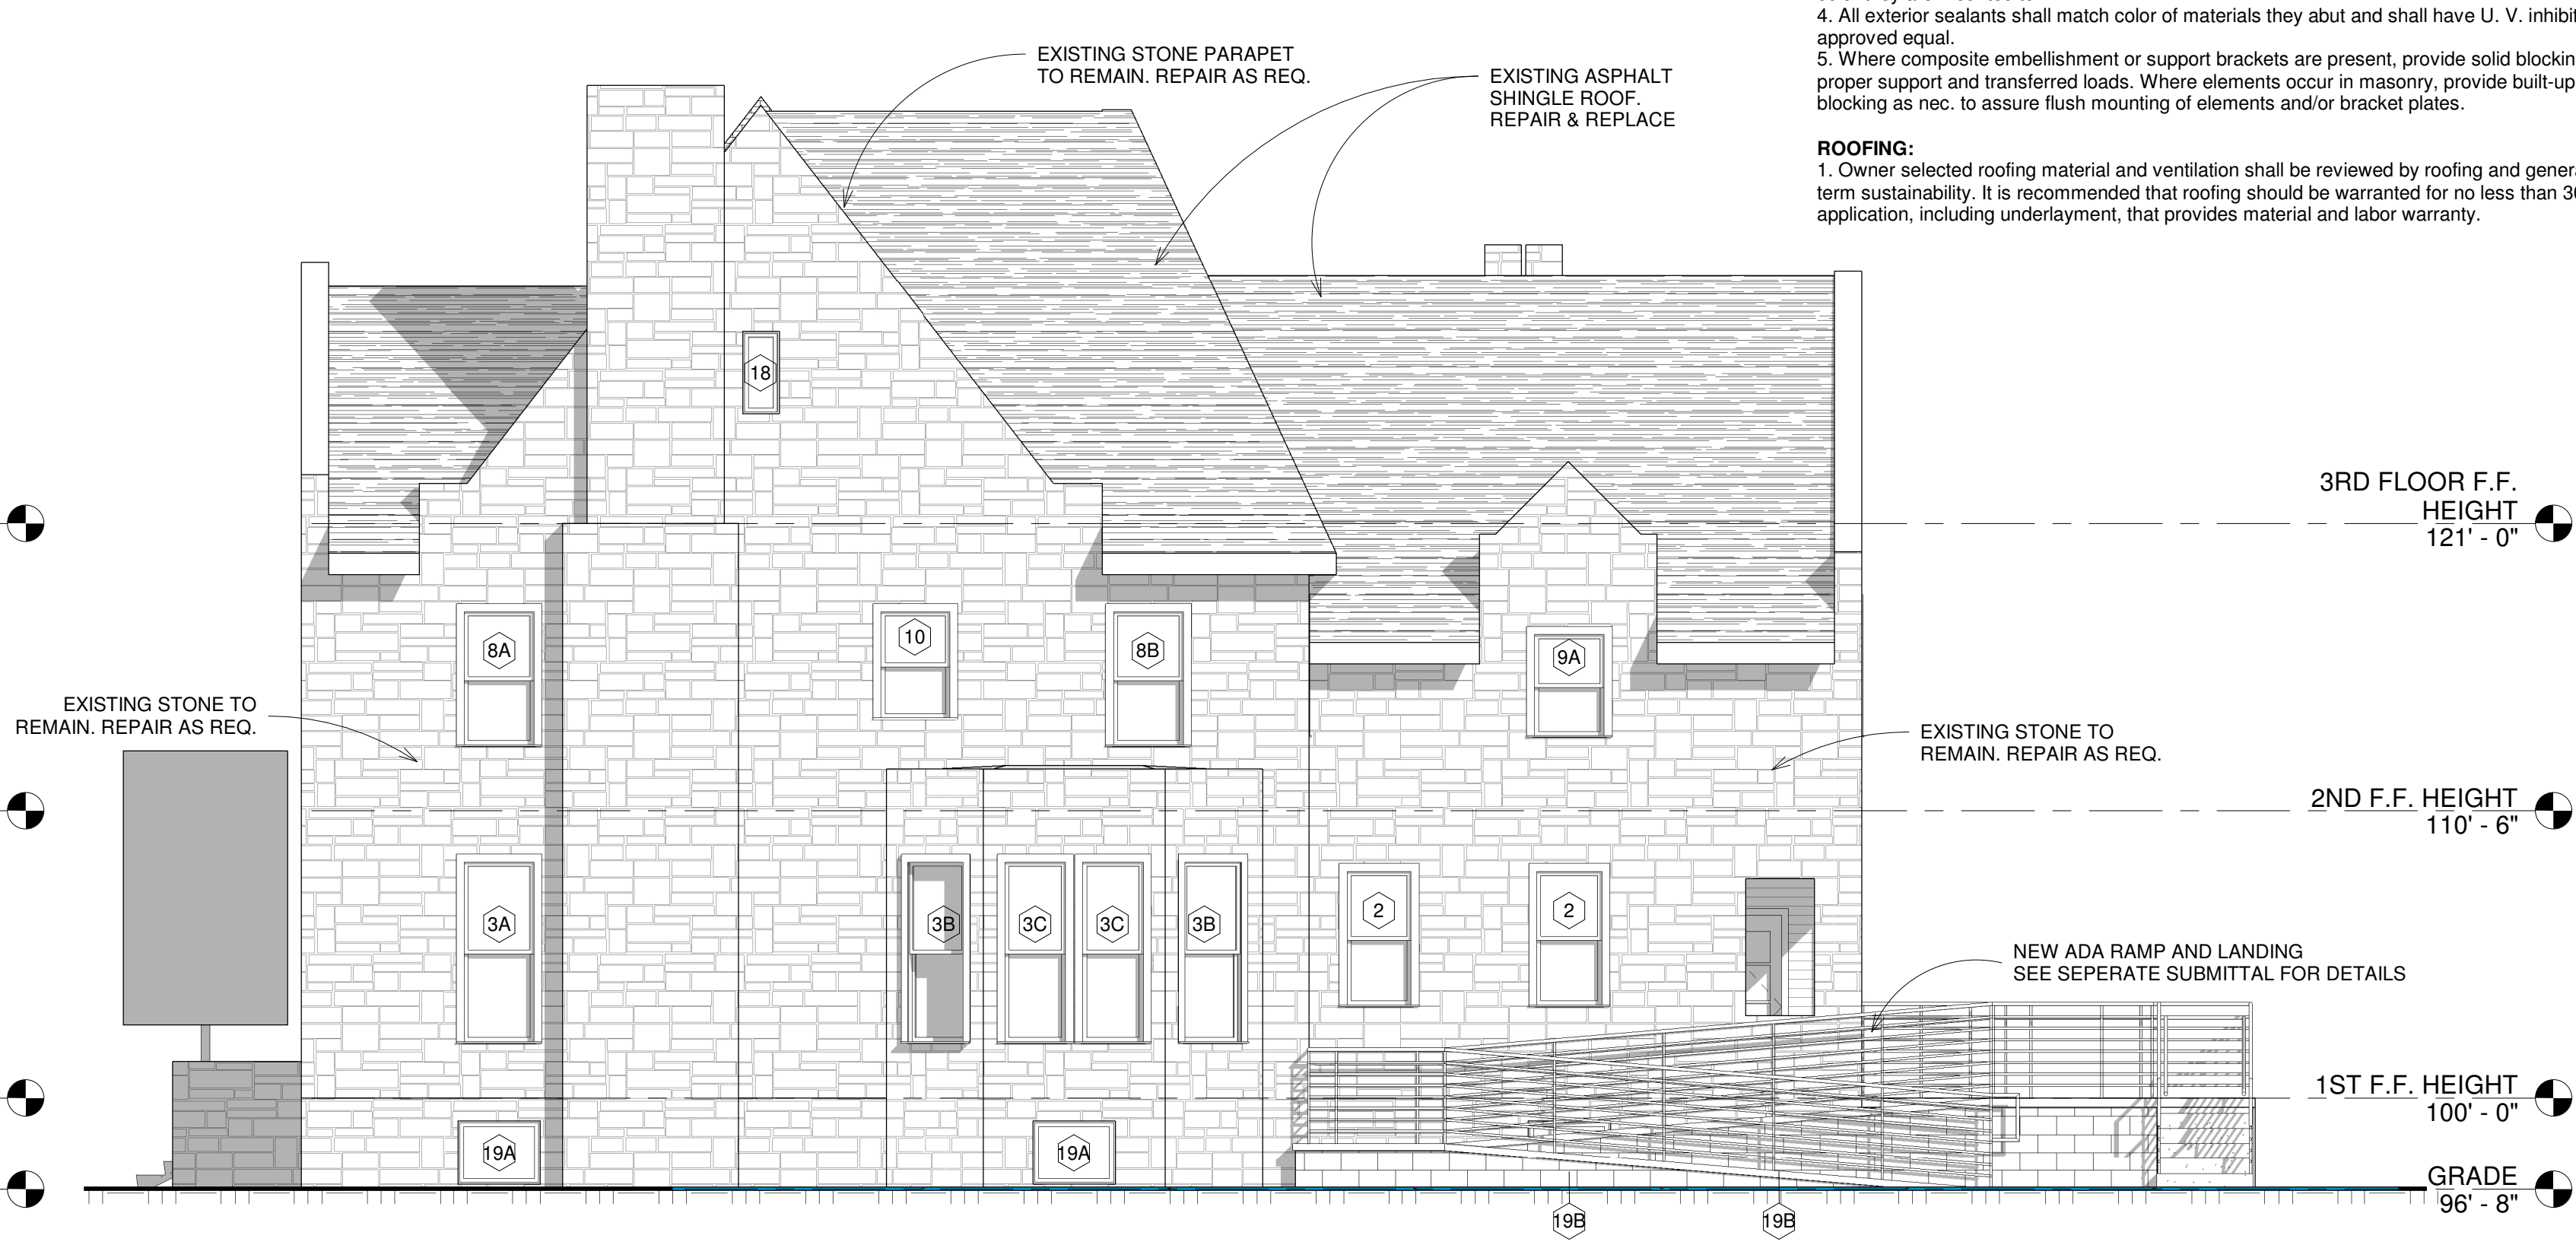 4. All exterior sealants shall match color of materials they abut and shall have U. V. inhibit
approved equal.
5. Where composite embellishment or support brackets are present, provide solid blockin
proper support and transferred loads. Where elements occur in masonry, provide built-up
blocking as nec. to assure flush mounting of elements and/or bracket plates.
ROOFING:
1. Owner selected roofing material and ventilation shall be reviewed by roofing and genera
term sustainability. It is recommended that roofing should be warranted for no less than 30
application, including underlayment, that provides material and labor warranty.
EXISTING STONE PARAPET
TO REMAIN. REPAIR AS REQ.
EXISTING ASPHALT
SHINGLE ROOF.
REPAIR & REPLACE
18
3RD FLOOR F.F.
HEIGHT
121' - 0"
8A
10
8B
9A
EXISTING STONE TO
REMAIN. REPAIR AS REQ.
EXISTING STONE TO
REMAIN. REPAIR AS REQ.
2ND F.F. HEIGHT
110' - 6"
3A
3B
3C
3C
3B
2
2
NEW ADA RAMP AND LANDING
SEE SEPERATE SUBMITTAL FOR DETAILS
1ST F.F. HEIGHT
100' - 0"
19A
19A
GRADE
96' - 8"
19B
19B